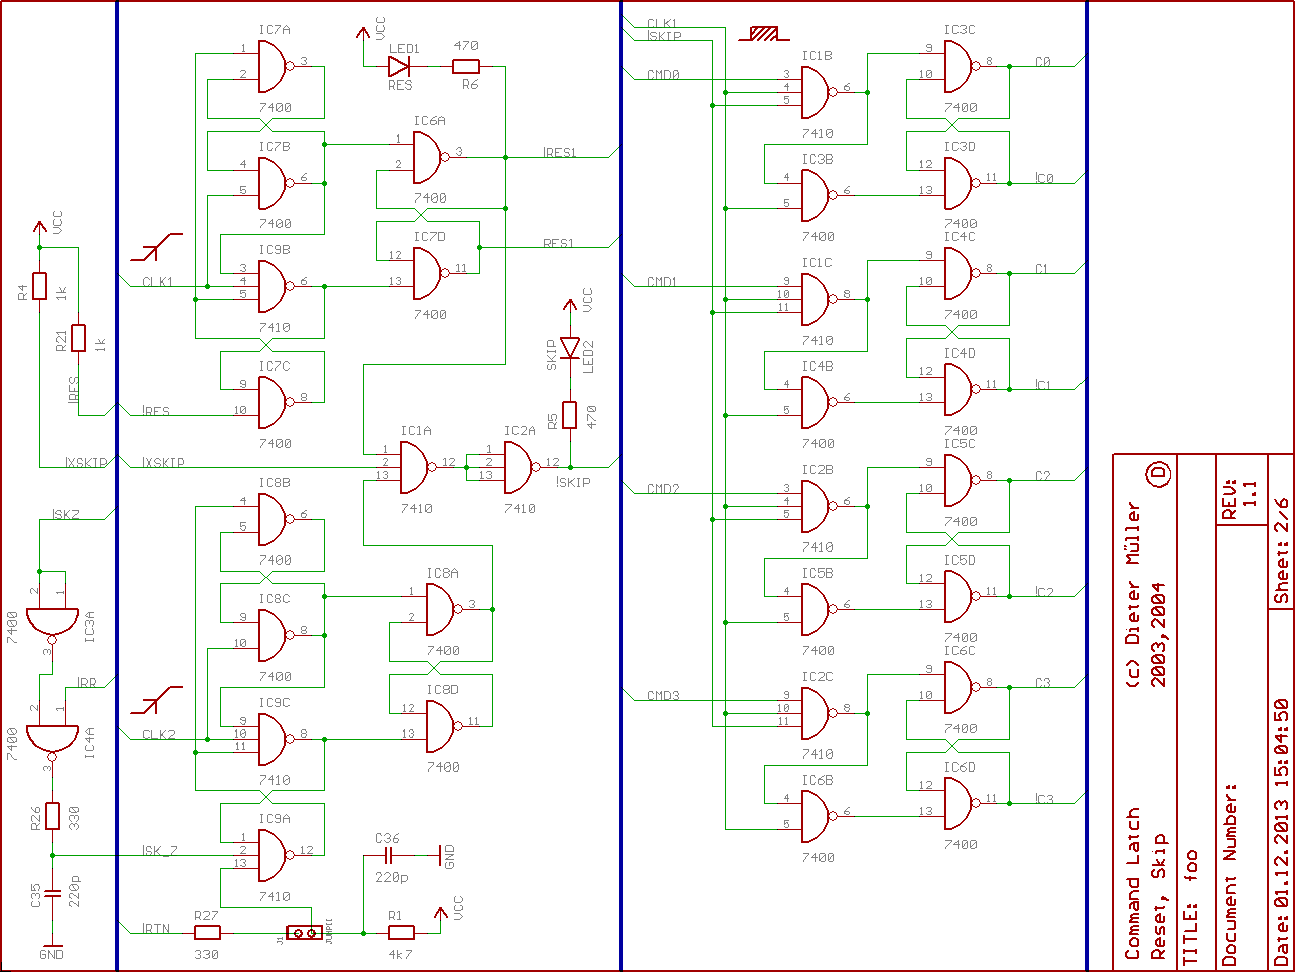 IC7A
1
2
3
7400
IC7B
4
5
6
7400
IC9B
3
4
5
6
7410
IC7C
9
10
8
7400
VCC
LED1
RES
470
R6
IC6A
1
2
3
7400
IC7D
12
13
11
7400
!RES1
RES1
VCC
R4
1k
R21
1k
!RES
CLK1
!RES
!XSKIP
!XSKIP
IC1A
1
2
13
12
7410
IC2A
1
2
13
12
7410
VCC
SKIP
LED2
R5
470
!SKIP
!SKZ
2
1
7400
IC3A
3
!RR
2
1
7400
IC4A
3
R26
330
C35
220p
GND
IC8B
4
5
6
7400
IC8C
9
10
8
7400
IC9C
9
10
11
8
7410
IC9A
1
2
13
12
7410
CLK2
!SK_Z
!RTN
IC8A
1
2
3
7400
IC8D
12
13
11
7400
R27
330
J1
C36
220p
GND
R1
4k7
VCC
CLK1
!SKIP
CMD0
IC1B
3
4
5
6
7410
IC3B
4
5
6
7400
IC3C
9
10
8
7400
IC3D
12
13
11
7400
C0
!C0
CMD1
IC1C
9
10
11
8
7410
IC4B
4
5
6
7400
IC4C
9
10
8
7400
IC4D
12
13
11
7400
C1
!C1
CMD2
IC2B
3
4
5
6
7410
IC5B
4
5
6
7400
IC5C
9
10
8
7400
IC5D
12
13
11
7400
C2
!C2
CMD3
IC2C
9
10
11
8
7410
IC6B
4
5
6
7400
IC6C
9
10
8
7400
IC6D
12
13
11
7400
C3
!C3
Command Latch
(c) Dieter Müller
D
Reset, Skip
2003,2004
TITLE: foo
Document Number:
REV:
1.1
Date: 01.12.2013 15:04:50
Sheet: 2/6